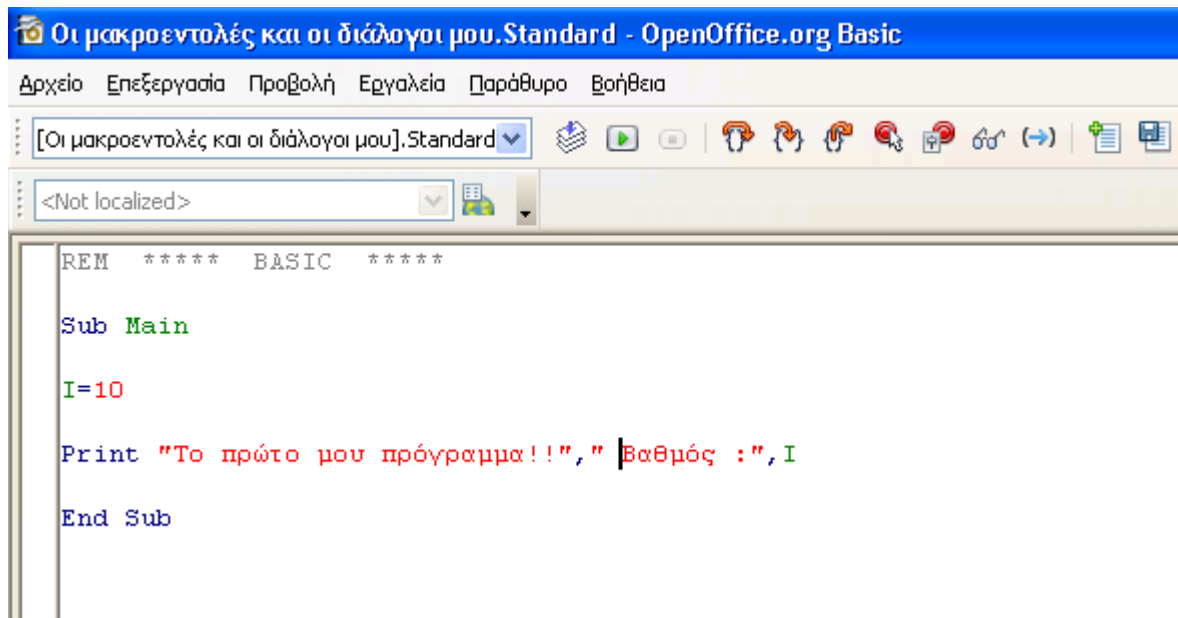 Οι μακροεντολές και οι διάλογοι μου.Standard - OpenOffice.org Basic
Αρχείο Επεξεργασία Προβολή Εργαλεία Παράθυρο Βοήθεια
[Οι μακροεντολές και οι διάλογοι μου].Standard
<Not localized>
REM ***** BASIC *****
Sub Main
I=10
Print "Το πρώτο μου πρόγραμμα!!"," Βαθμός :",I
End Sub